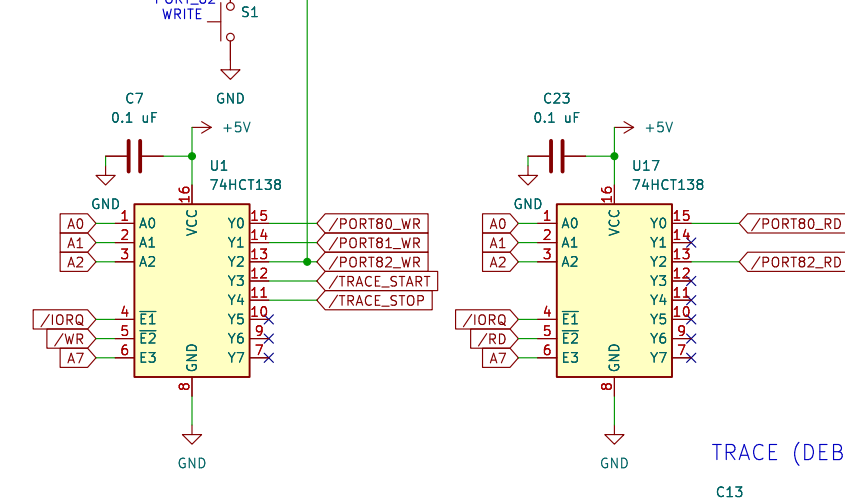 WRITE
S1
GND
C7
0.1 uF
+5V
U1
74HCT138
GND
16
VCC
A0 1 A0 Y0 15 /PORT80_WR
A1 2 A1 Y1 14 /PORT81_WR
A2 3 A2 Y2 13 /PORT82_WR
Y3 12 /TRACE_START
Y4 11 /TRACE_STOP
/IORQ 4 E1 Y5 10
/WR 5 E2 Y6 9
A7 6 E3 Y7 7
GND
8
GND
C23
0.1 uF
+5V
U17
74HCT138
GND
16
VCC
A0 1 A0 Y0 15 /PORT80_RD
A1 2 A1 Y1 14
A2 3 A2 Y2 13 /PORT82_RD
Y3 12
Y4 11
/IORQ 4 E1 Y5 10
/RD 5 E2 Y6 9
A7 6 E3 Y7 7
GND
8
GND
TRACE (DEB
C13